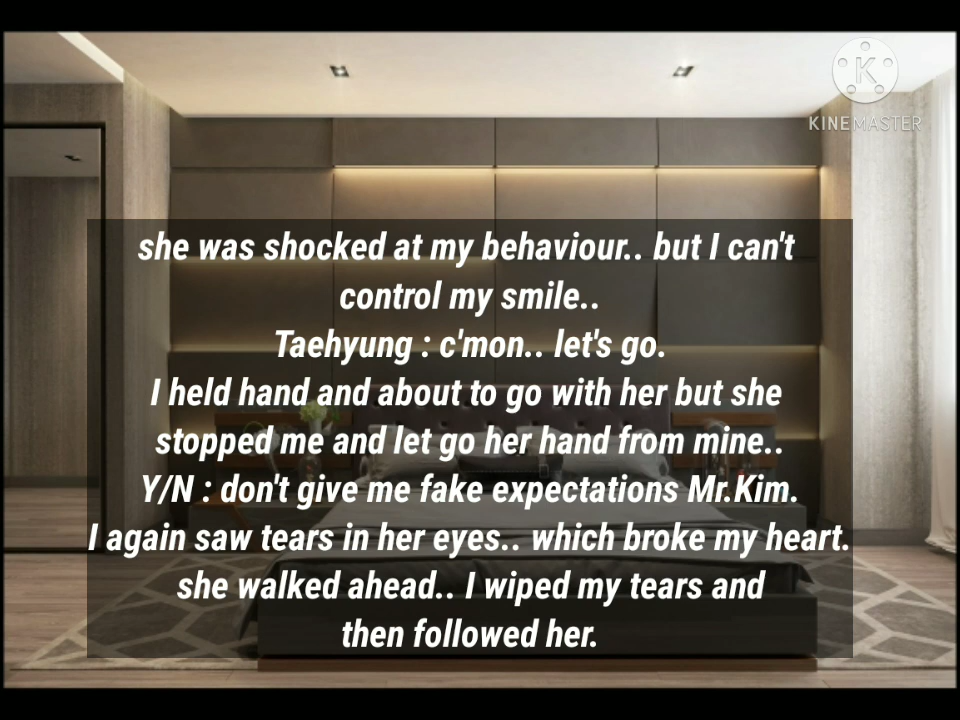 KINEMASTER
she was shocked at my behaviour.. but I can't
control my smile..
Taehyung : c'mon.. let's go.
I held hand and about to go with her but she
stopped me and let go her hand from mine..
Y/N : don't give me fake expectations Mr.Kim.
I again saw tears in her eyes.. which broke my heart.
she walked ahead.. I wiped my tears and
then followed her.